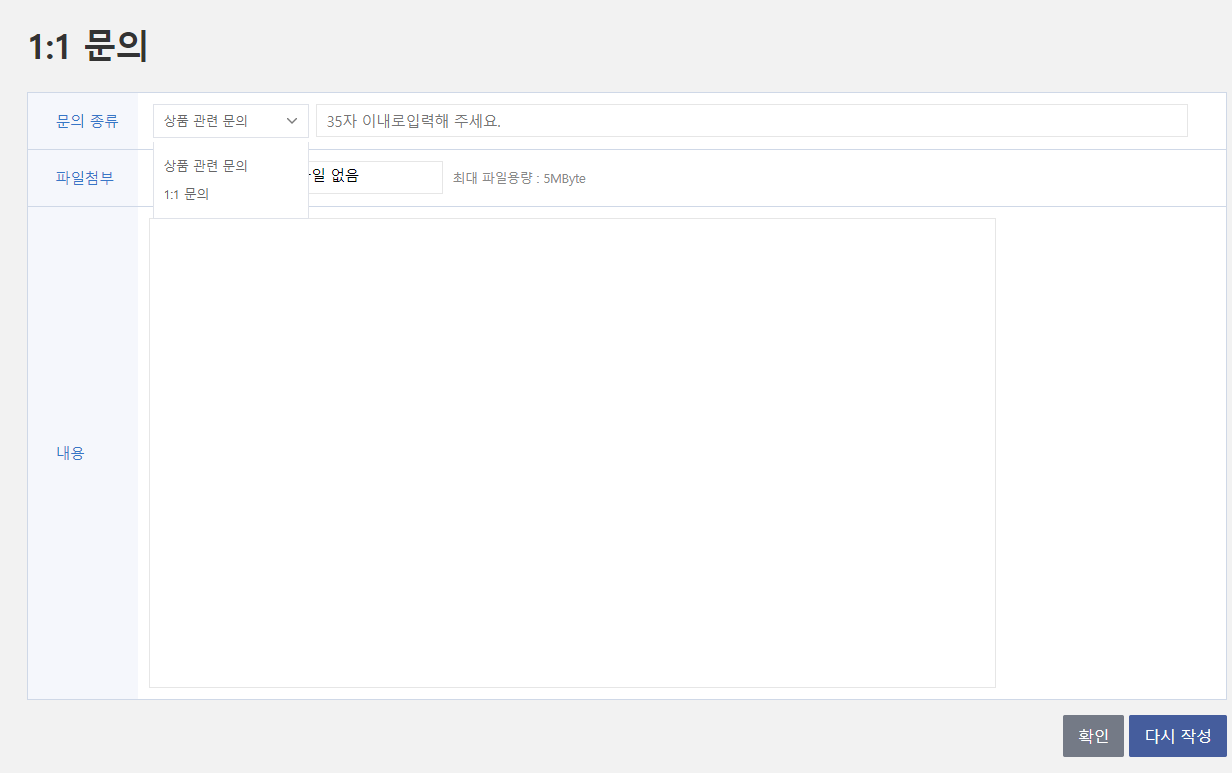 1:1 문의
문의 종류
상품 관련 문의
35자 이내로입력해 주세요.
상품 관련 문의
1:1 문의
파일첨부
없음
최대 파일용량 : 5MByte
내용
확인
다시 작성